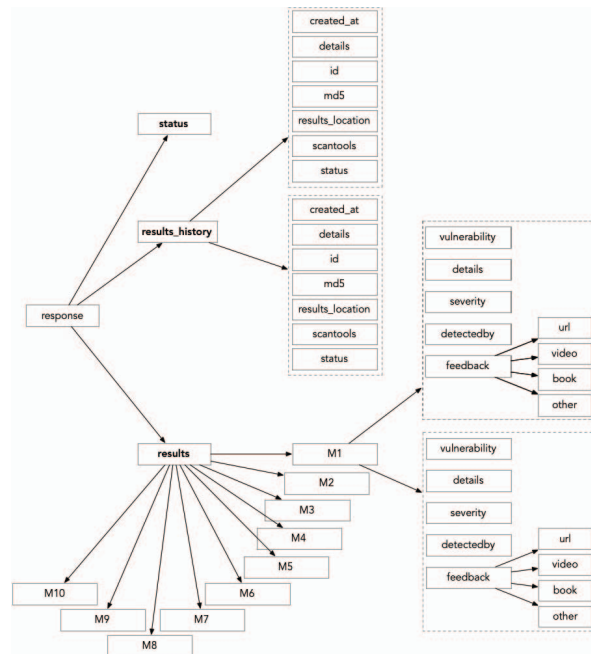 created_at
details
id
md5
results_location
scantools
status
status
results_history
created_at
details
id
md5
results_location
scantools
status
response
vulnerability
details
severity
detectedby
feedback
url
video
book
other
results
M1
M2
M3
M4
M5
M6
M7
M8
M9
M10
vulnerability
details
severity
detectedby
feedback
url
video
book
other